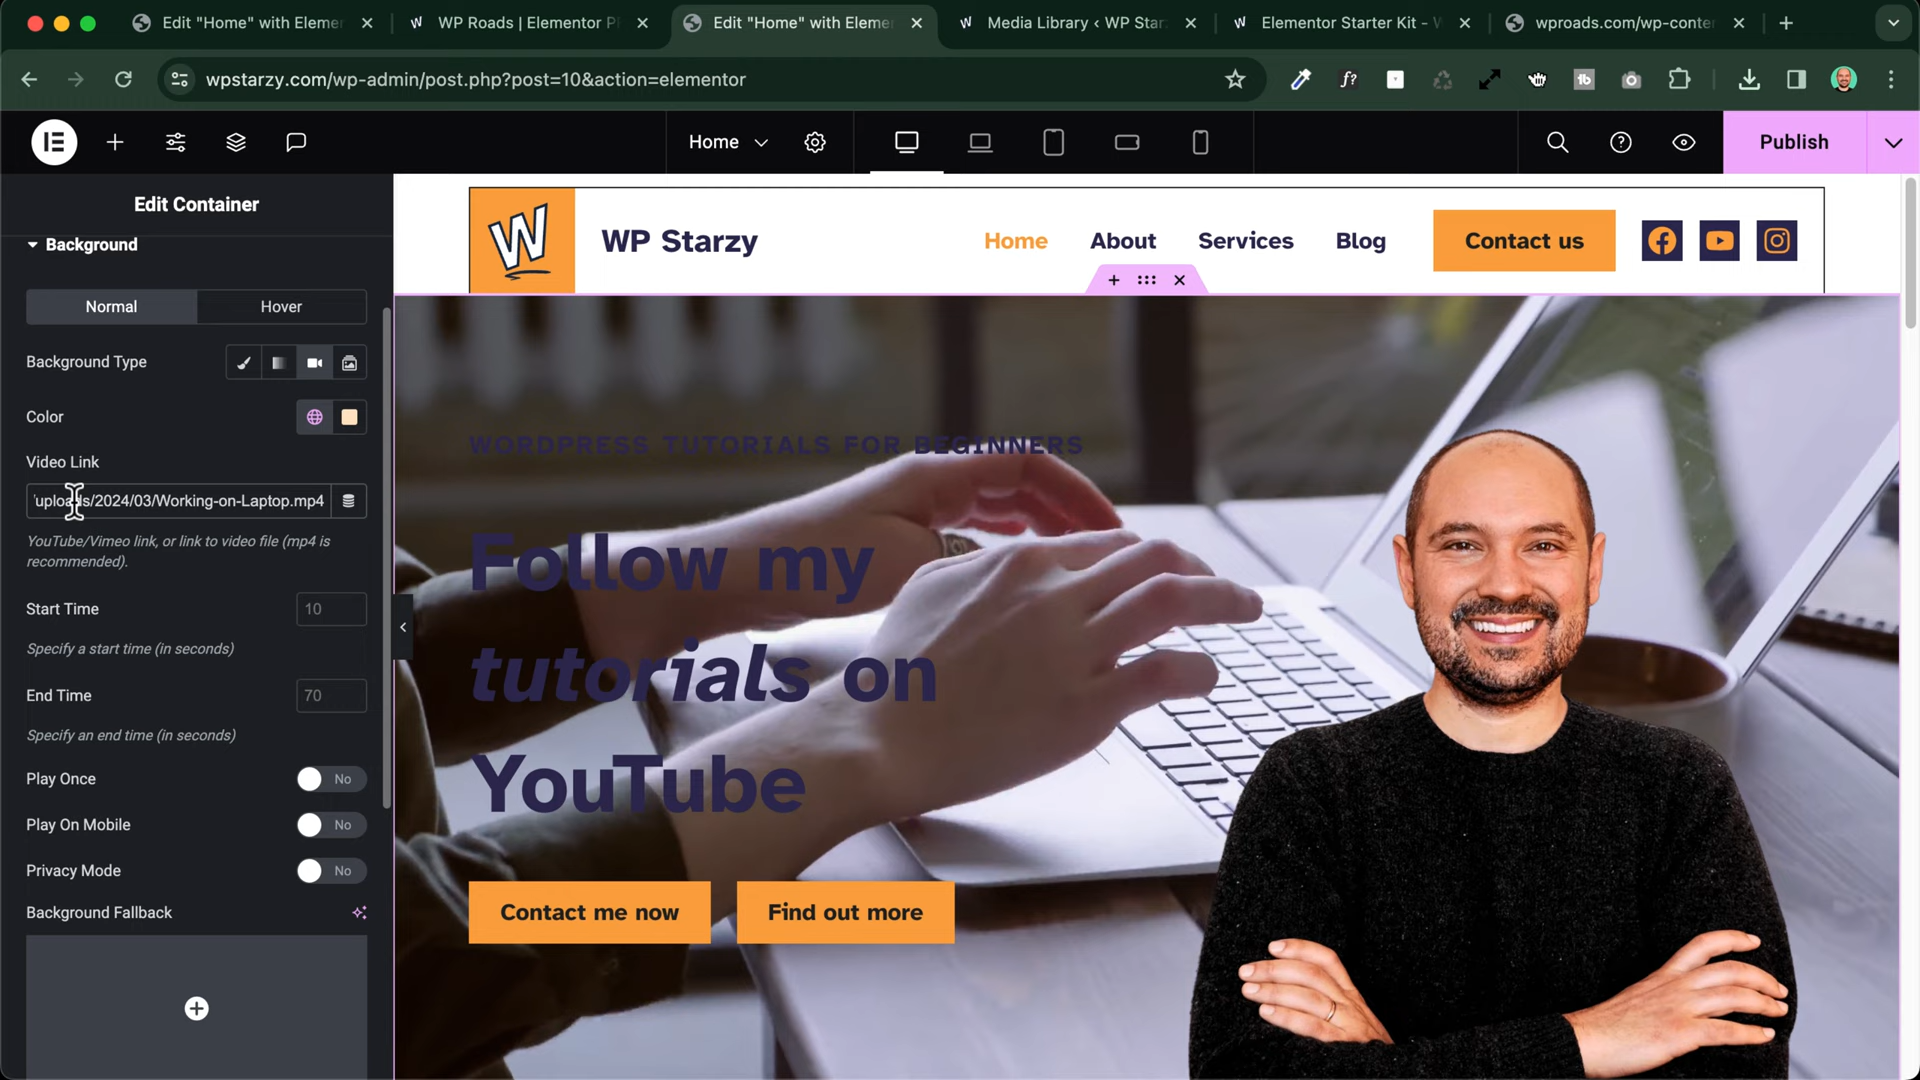 Edit "Home" with Eleme
WP Roads | Elementor P
Edit "Home" with Eleme
Media Library ‹ WP Star
Elementor Starter Kit - W
wproads.com/wp-conte
wpstarzy.com/wp-admin/post.php?post=10&action=elementor
f?
tb
Home
Publish
Edit Container
Background
Normal
Hover
Background Type
Color
Video Link
uploads/2024/03/Working-on-Laptop.mp4
YouTube/Vimeo link, or link to video file (mp4 is
recommended).
Start Time
10
Specify a start time (in seconds)
End Time
70
Specify an end time (in seconds)
Play Once
No
Play On Mobile
No
Privacy Mode
No
Background Fallback
W
WP Starzy
Home
About
Services
Blog
Contact us
WORDPRESS TUTORIALS FOR BEGINNERS
Follow my
tutorials on
YouTube
Contact me now
Find out more